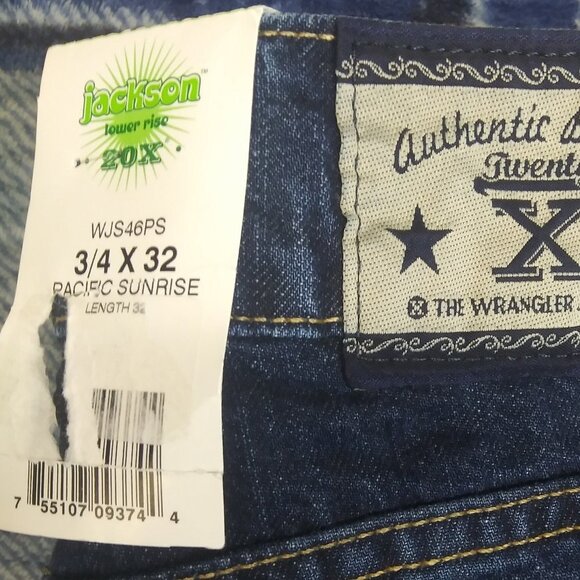 jackson™
lower rise
20X
WJS46PS
3/4 X 32
PACIFIC SUNRISE
LENGTH 32
7 55107 09374 4
Authentic
Twenty
X
THE WRANGLER